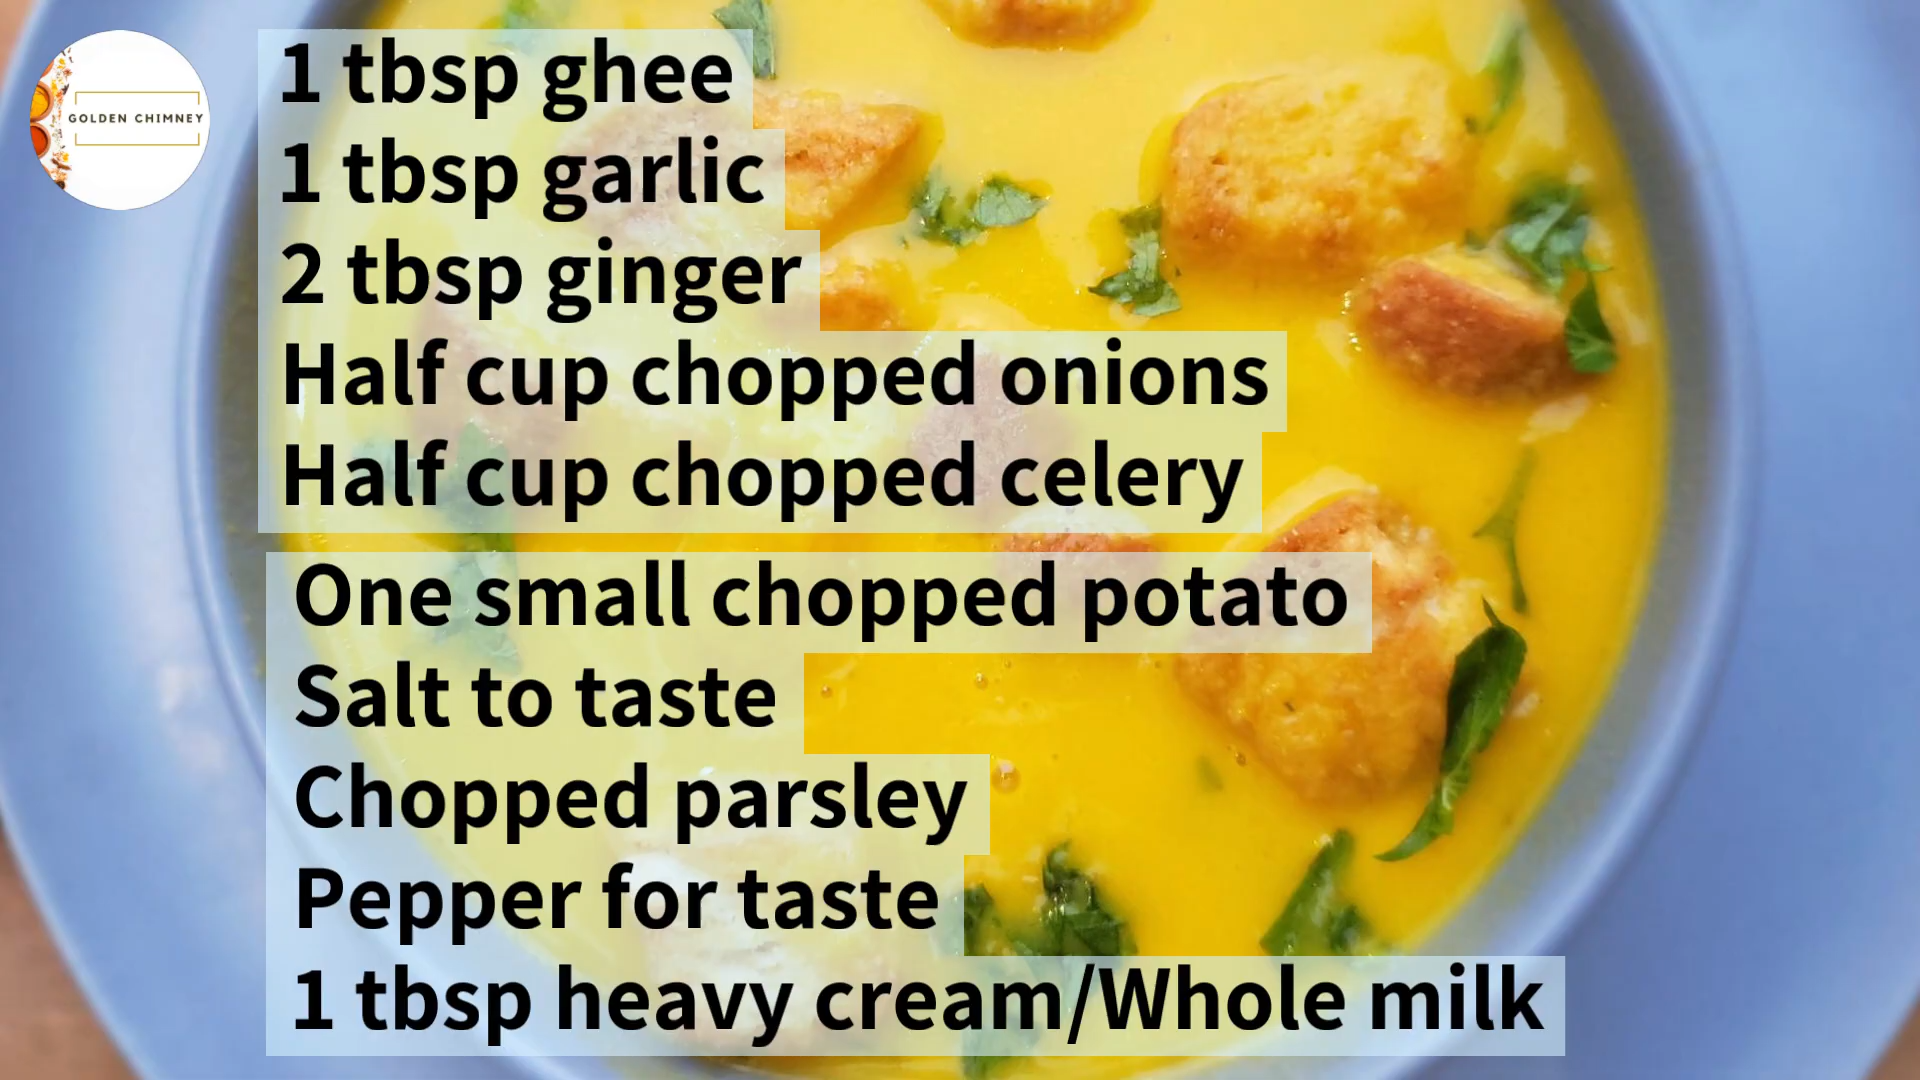 GOLDEN CHIMNEY
1 tbsp ghee
1 tbsp garlic
2 tbsp ginger
Half cup chopped onions
Half cup chopped celery
One small chopped potato
Salt to taste
Chopped parsley
Pepper for taste
1 tbsp heavy cream/Whole milk